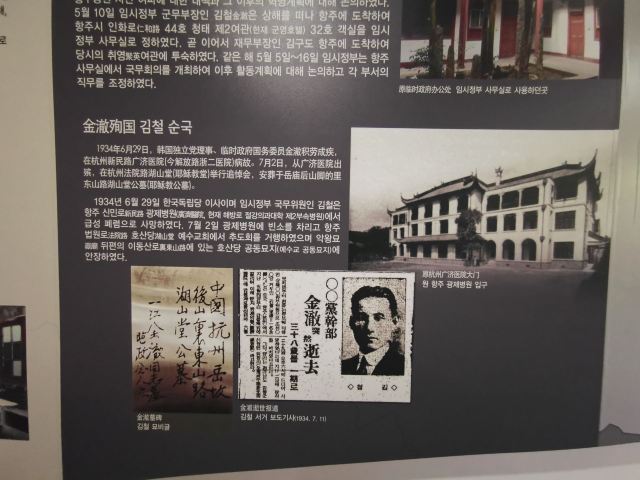 5월 10일 임시정부 군무부장인 김철金澈은 상해를 떠나 항주에 도착하여
항주시 인화로仁和路 44호 청태 제2여관(현재 군영호텔) 32호 객실을 임시
정부 사무실로 정하였다. 곧 이어서 재무부장인 김구도 항주에 도착하여
당시의 취영聚英여관에 투숙하였다. 같은 해 5월 5일~16일 임시정부는 항주
사무실에서 국무회의를 개최하여 이후 활동계획에 대해 논의하고 각 부서의
직무를 조정하였다.
原临时政府办公处 임시정부 사무실로 사용하던곳
金澈殉国 김철 순국
1934年6月29日，韩国独立党理事、临时政府国务委员金澈积劳成疾，
在杭州新民路广济医院(今解放路浙二医院)病故。7月2日，从广济医院出
殡，在杭州法院路湖山堂(耶稣教堂)举行追悼会，安葬于岳庙后山脚的里
东山路湖山堂公墓(耶稣教公墓)。
1934년 6월 29일 한국독립당 이사이며 임시정부 국무위원인 김철은
항주 신민로新民路 광제병원(廣濟醫院, 현재 해방로 절강의과대학 제2부속병원)에서
급성 폐렴으로 사망하였다. 7월 2일 광제병원에 빈소를 차리고 항주
법원로法院路 호산당湖山堂 예수교회에서 추도회를 거행하였으며 악왕묘
뒤편의 이동산로裏東山路에 있는 호산당 공동묘지(예수교 공동묘지)에
안장하였다.
原杭州广济医院大门
원 항주 광제병원 입구
中國杭州岳坟
後山裏東山路
湖山堂公墓
一江金澈同志墓
○○黨幹部
金澈突然逝去
三十八歲를一期로
김철
金澈墓碑
김철 묘비글
金澈逝世报道
김철 서거 보도기사(1934. 7. 11)